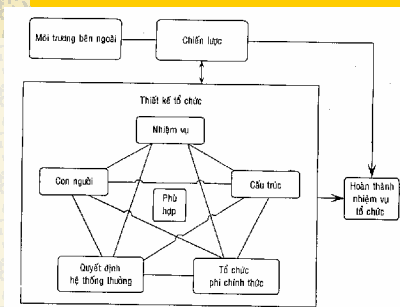 Môi trường bên ngoài
Chiến lược
Thiết kế tổ chức
Nhiệm vụ
Con người
Cấu trúc
Phù
hợp
Hoàn thành
nhiệm vụ
tổ chức
Quyết định
hệ thống thưởng
Tổ chức
phi chính thức